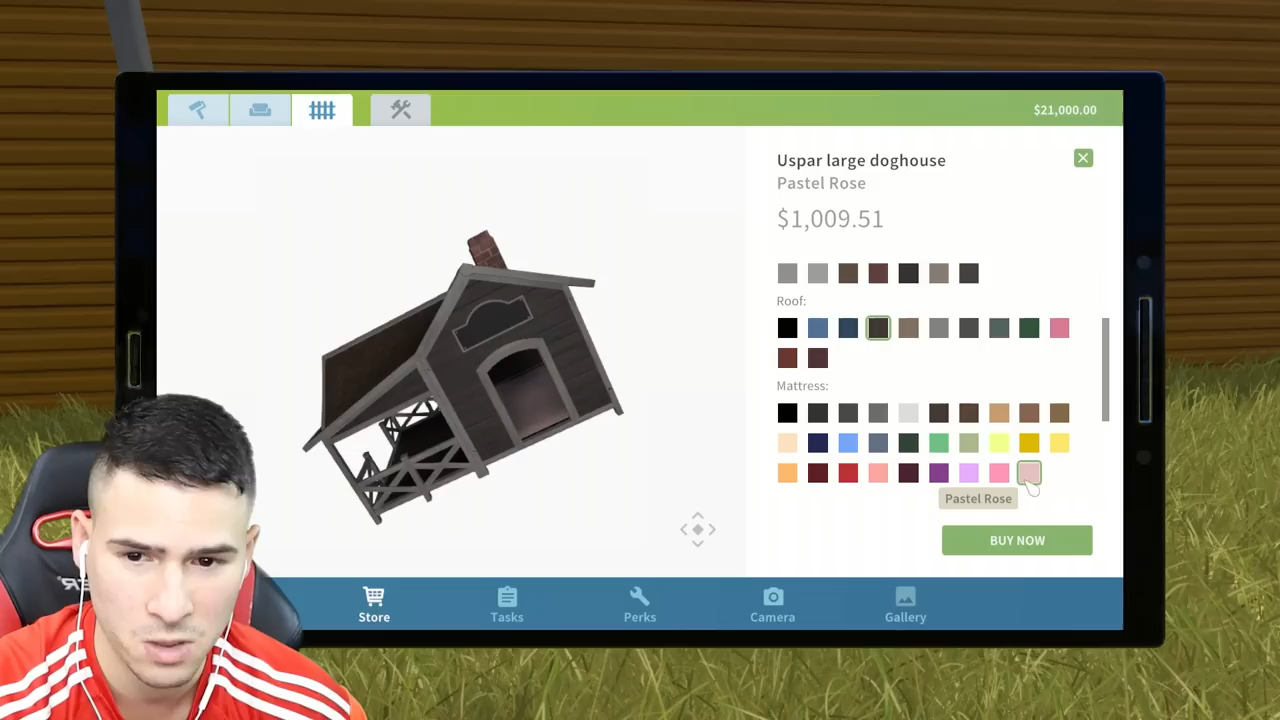 $21,000.00
Uspar large doghouse
Pastel Rose
$1,009.51
Roof:
Mattress:
Pastel Rose
BUY NOW
Store
Tasks
Perks
Camera
Gallery